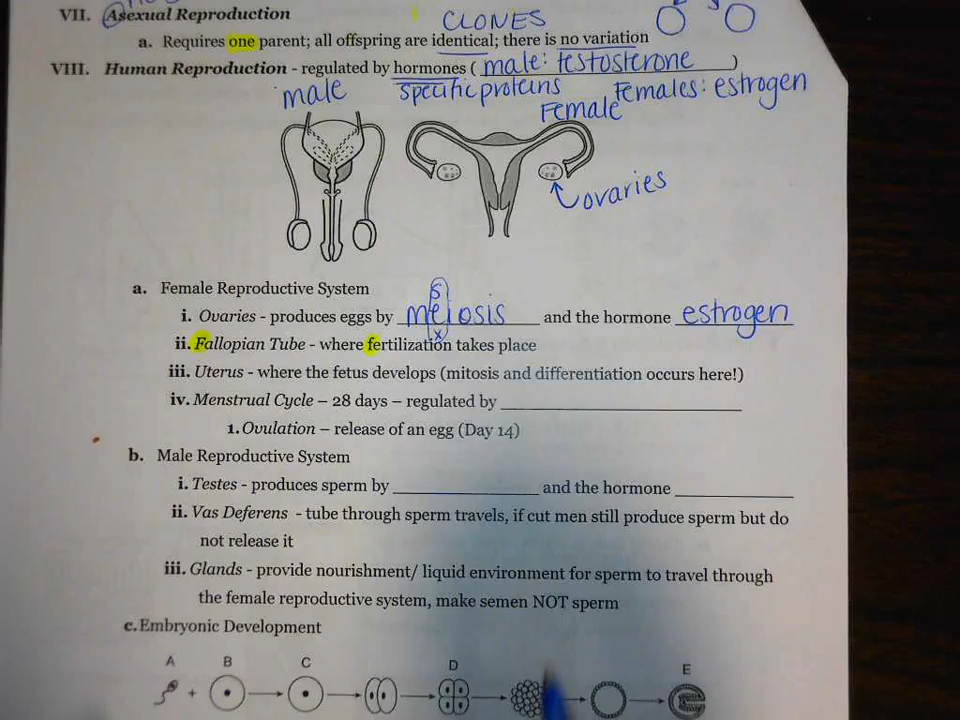 VII. Asexual Reproduction
CLONES
a. Requires one parent; all offspring are identical; there is no variation
VIII. Human Reproduction - regulated by hormones ( male: testosterone )
male specific proteins Females: estrogen
Female
ovaries
a. Female Reproductive System
s
i. Ovaries - produces eggs by meiosis and the hormone estrogen
(x)
ii. Fallopian Tube - where fertilization takes place
iii. Uterus - where the fetus develops (mitosis and differentiation occurs here!)
iv. Menstrual Cycle – 28 days – regulated by
1. Ovulation – release of an egg (Day 14)
b. Male Reproductive System
i. Testes - produces sperm by and the hormone
ii. Vas Deferens - tube through sperm travels, if cut men still produce sperm but do
not release it
iii. Glands - provide nourishment/ liquid environment for sperm to travel through
the female reproductive system, make semen NOT sperm
c. Embryonic Development
A B C D E
+